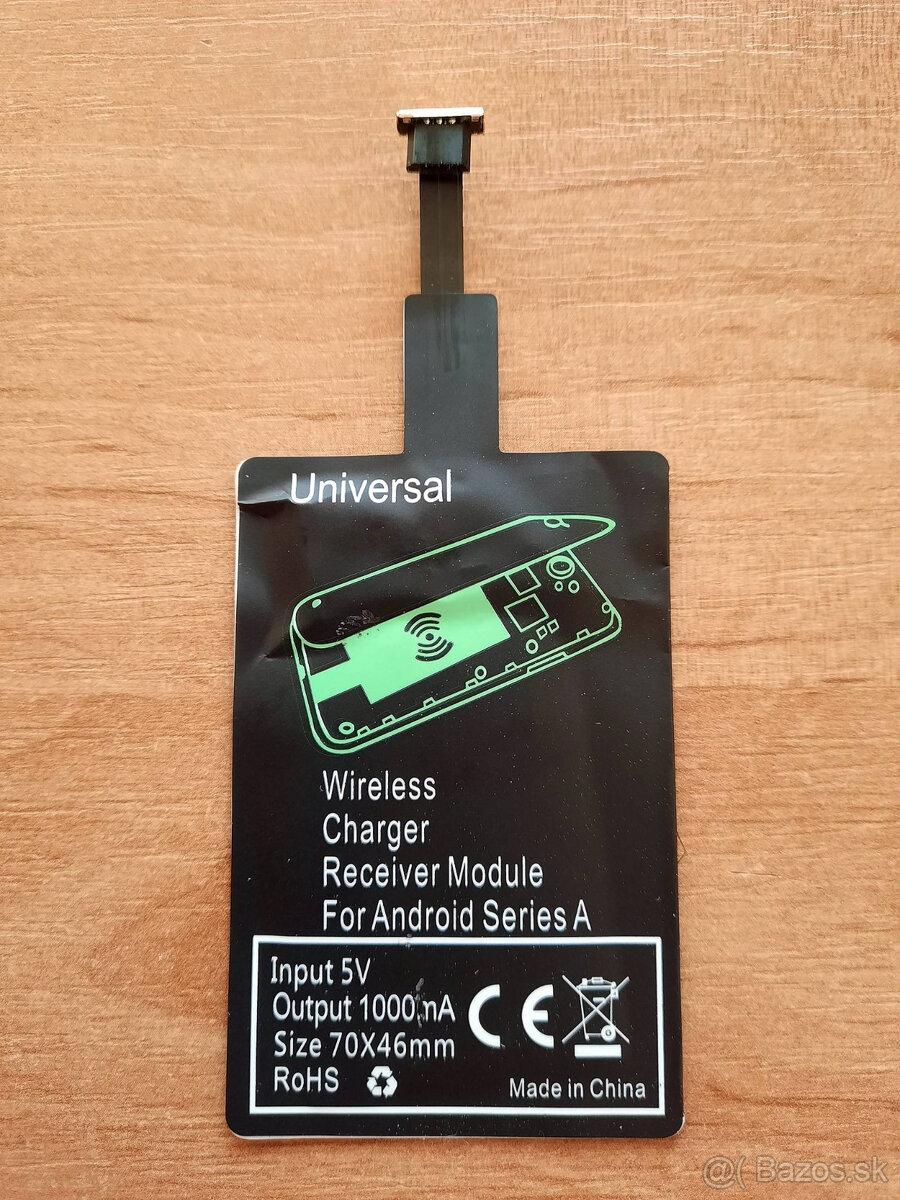 Universal
Wireless
Charger
Receiver Module
For Android Series A
Input 5V
Output 1000mA
Size 70X46mm
RoHS
CE
Made in China
@( Bazos.sk